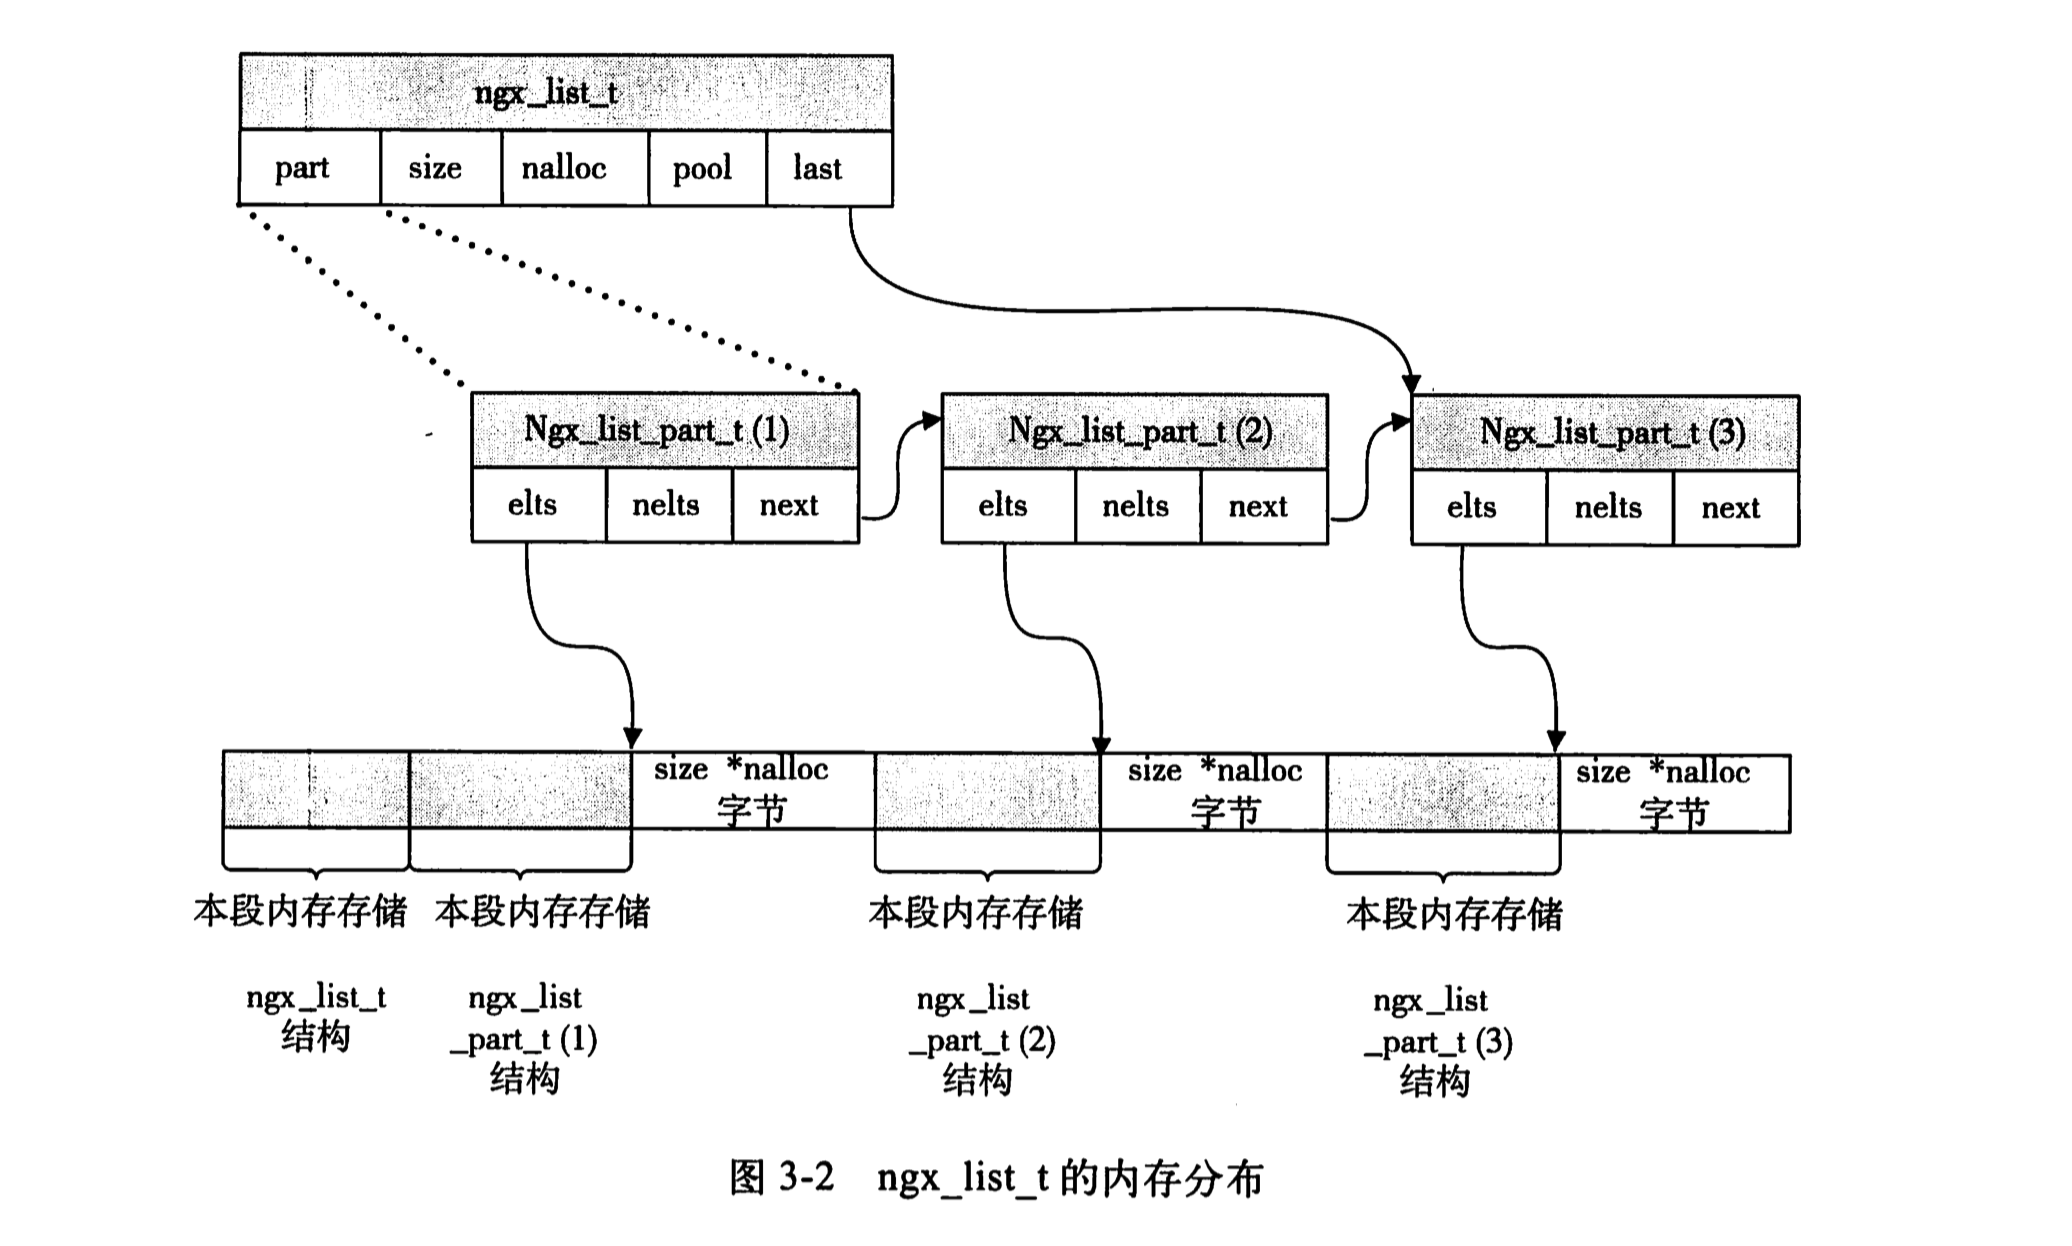 ngx_list_t
part size nalloc pool last
Ngx_list_part_t (1) Ngx_list_part_t (2) Ngx_list_part_t (3)
elts nelts next elts nelts next elts nelts next
size *nalloc size *nalloc size *nalloc
字节 字节 字节
本段内存存储 本段内存存储 本段内存存储 本段内存存储
ngx_list_t ngx_list ngx_list ngx_list
结构 _part_t (1) _part_t (2) _part_t (3)
结构 结构 结构
图 3-2 ngx_list_t 的内存分布